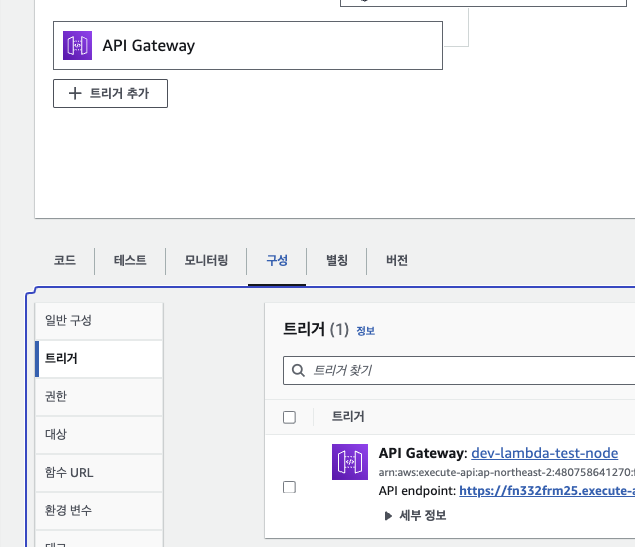 API Gateway
트리거 추가
코드 테스트 모니터링 구성 별칭 버전
일반 구성
트리거
권한
대상
함수 URL
환경 변수
트리거 (1) 정보
트리거 찾기
트리거
API Gateway: dev-lambda-test-node
arn:aws:execute-api:ap-northeast-2:480758641270:f
API endpoint: https://fn332frm25.execute-a
세부 정보